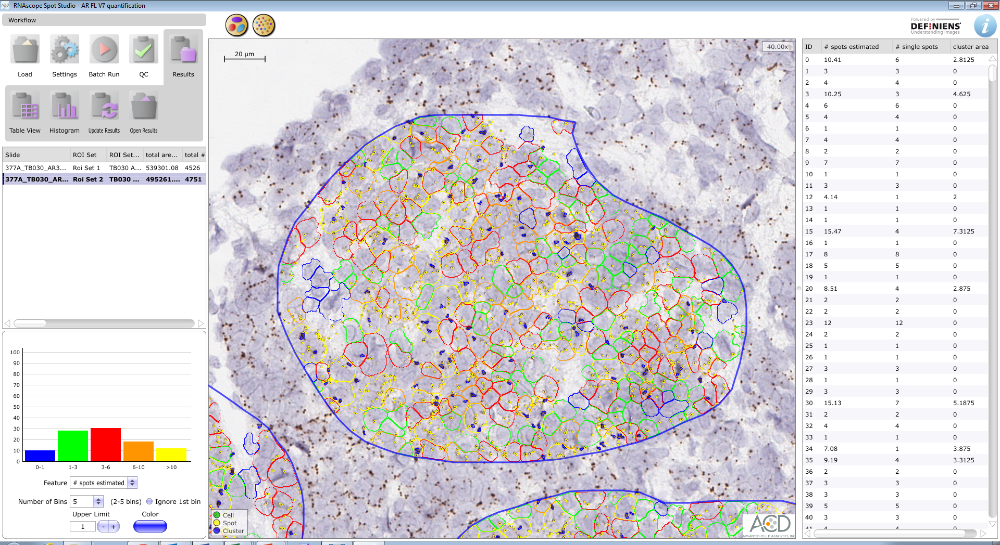 RNAscope Spot Studio - AR FL V7 quantification
Workflow
Load Settings Batch Run QC Results
Table View Histogram Update Results Open Results
Slide ROI Set ROI Set... total are... total #
377A_TB030_AR3... Roi Set 1 TB030 A... 539301.08 4526
377A_TB030_AR... Roi Set 2 TB030 ... 495261.... 4751
100
90
80
70
60
50
40
30
20
10
0
0-1 1-3 3-6 6-10 >10
Feature # spots estimated
Number of Bins 5 (2-5 bins) Ignore 1st bin
Upper Limit Color
1 - +
20 µm
40.00x
Cell
Spot
Cluster
ACD
ADVANCED CELL DIAGNOSTICS, INC.
Powered by
DEFINIENS
Understanding Images
i
ID # spots estimated # single spots cluster area
0 10.41 6 2.8125
1 3 3 0
2 4 4 0
3 10.25 3 4.625
4 6 6 0
5 4 4 0
6 1 1 0
7 4 4 0
8 2 2 0
9 7 7 0
10 1 1 0
11 3 3 0
12 4.14 1 2
13 1 1 0
14 1 1 0
15 15.47 4 7.3125
16 1 1 0
17 8 8 0
18 5 5 0
19 1 1 0
20 8.51 4 2.875
21 2 2 0
22 2 2 0
23 12 12 0
24 2 2 0
25 1 1 0
26 1 1 0
27 3 3 0
28 1 1 0
29 3 3 0
30 15.13 7 5.1875
31 2 2 0
32 4 4 0
33 1 1 0
34 7.08 1 3.875
35 9.19 4 3.3125
36 2 2 0
37 3 3 0
38 3 3 0
39 5 5 0
40 3 3 0
41 4 4 0